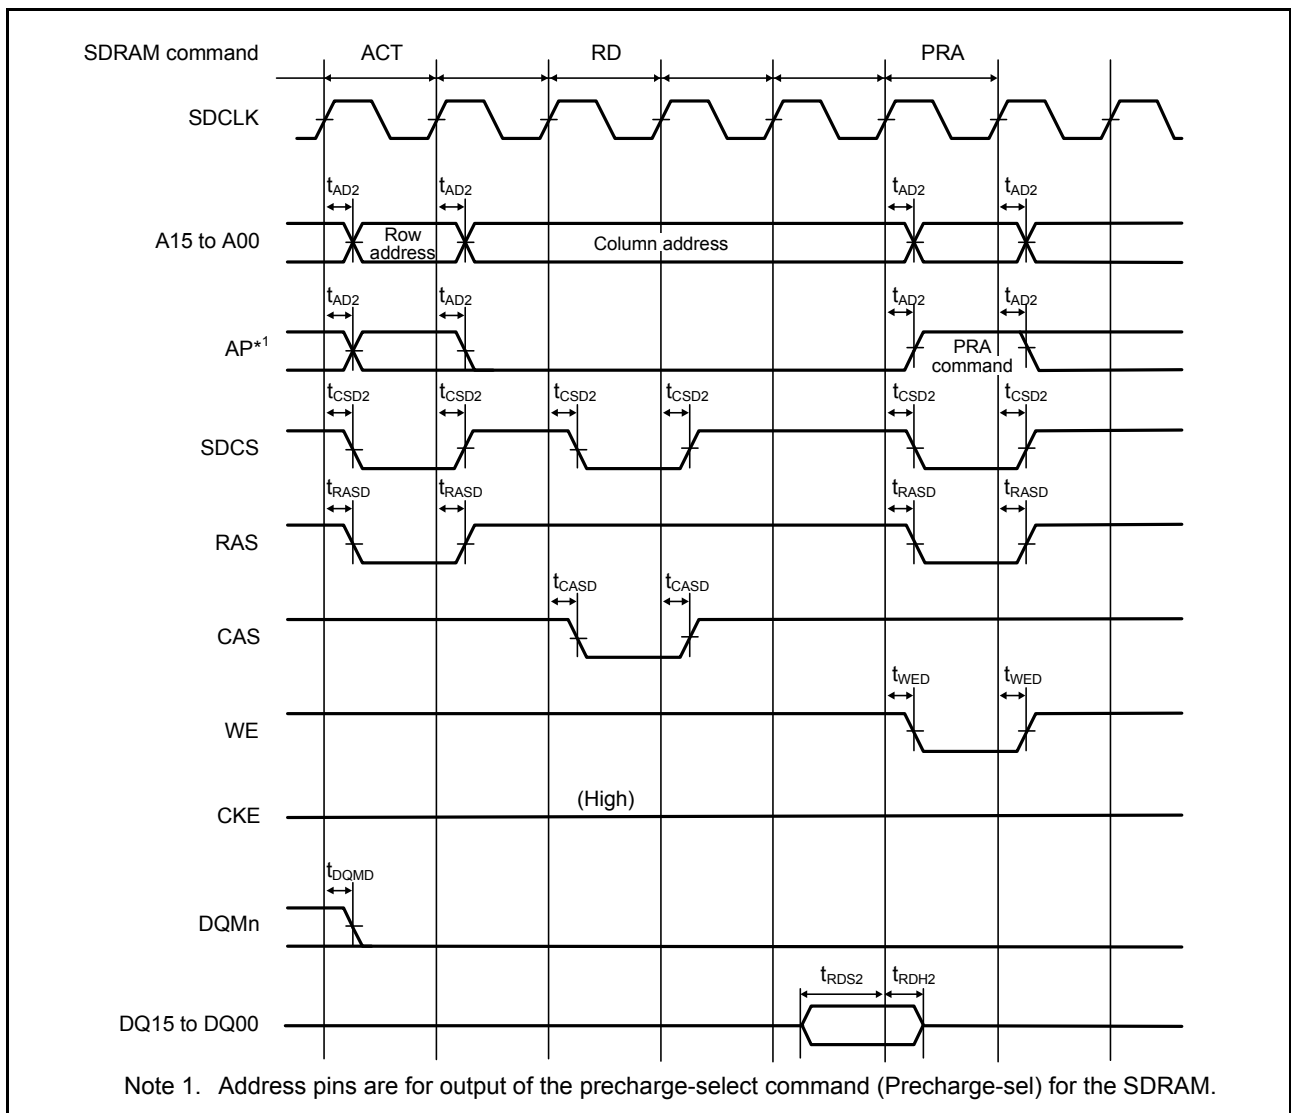 SDRAM command ACT RD PRA
SDCLK
tAD2 tAD2 tAD2 tAD2
A15 to A00 Row address Column address
tAD2 tAD2 tAD2 tAD2
AP*1 PRA command
tCSD2 tCSD2 tCSD2 tCSD2 tCSD2 tCSD2
SDCS
tRASD tRASD tRASD tRASD
RAS
tCASD tCASD
CAS
tWED tWED
WE
(High)
CKE
tDQMD
DQMn
tRDS2 tRDH2
DQ15 to DQ00
Note 1. Address pins are for output of the precharge-select command (Precharge-sel) for the SDRAM.